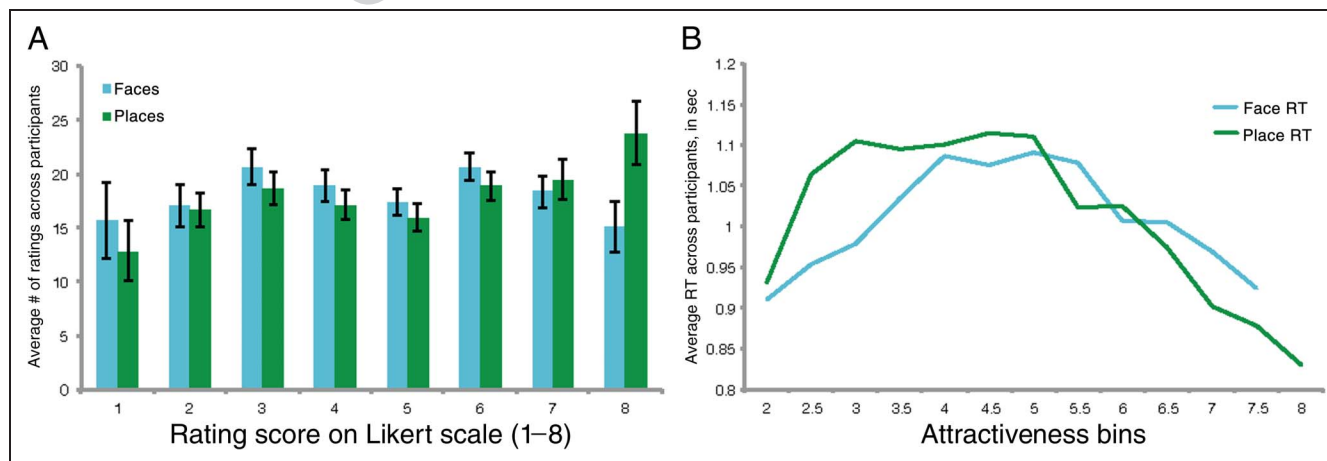 A
Average # of ratings across participants
30
25
20
15
10
5
0
Faces
Places
1 2 3 4 5 6 7 8
Rating score on Likert scale (1–8)
B
Average RT across participants, in sec
1.2
1.15
1.1
1.05
1
0.95
0.9
0.85
0.8
Face RT
Place RT
2 2.5 3 3.5 4 4.5 5 5.5 6 6.5 7 7.5 8
Attractiveness bins